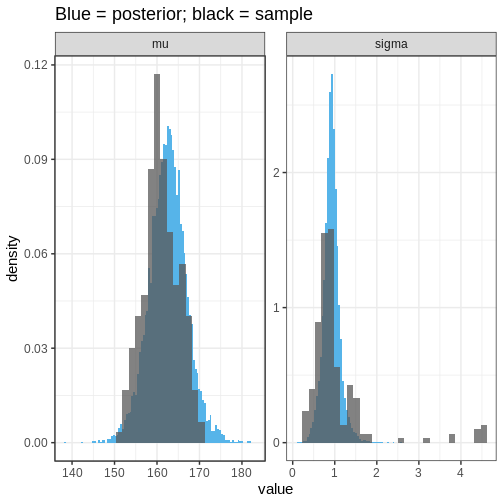 Blue = posterior; black = sample
mu
sigma
density
0.12
0.09
0.06
0.03
0.00
2
1
0
140 150 160 170 180
0 1 2 3 4
value